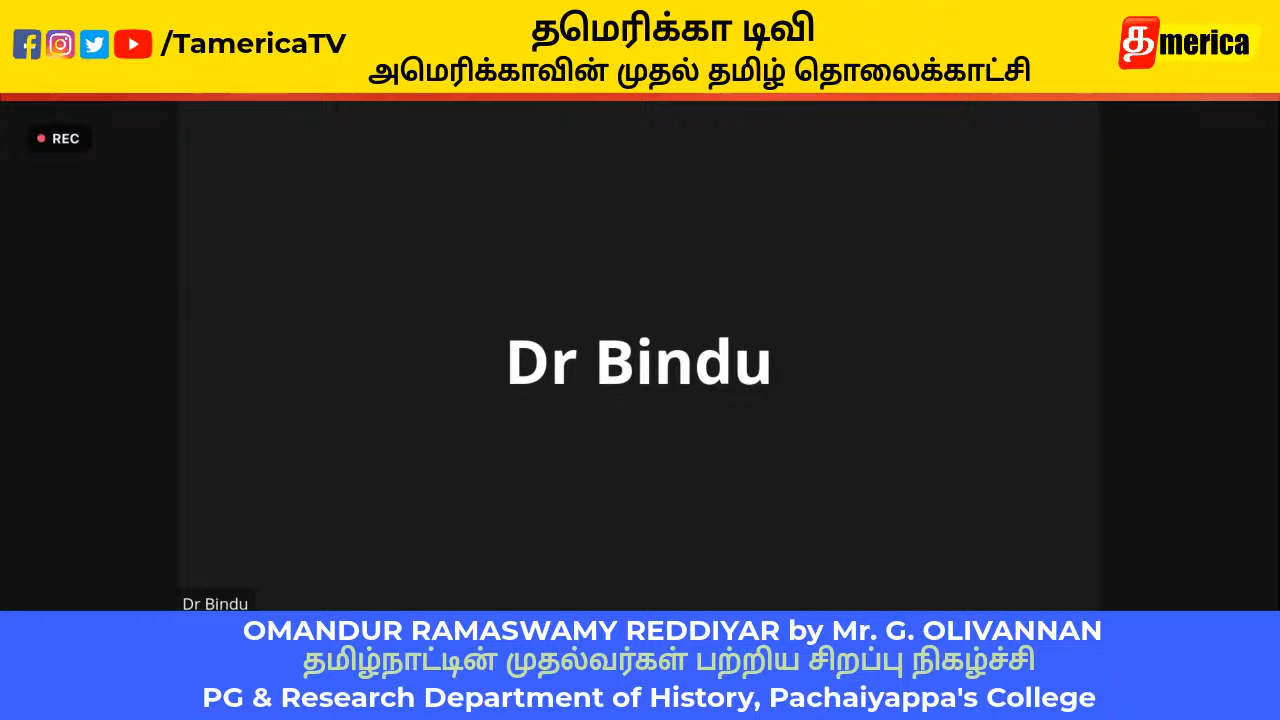 /TamericaTV
தமெரிக்கா டிவி
அமெரிக்காவின் முதல் தமிழ் தொலைக்காட்சி
தmerica
REC
Dr Bindu
Dr Bindu
OMANDUR RAMASWAMY REDDIYAR by Mr. G. OLIVANNAN
தமிழ்நாட்டின் முதல்வர்கள் பற்றிய சிறப்பு நிகழ்ச்சி
PG & Research Department of History, Pachaiyappa's College